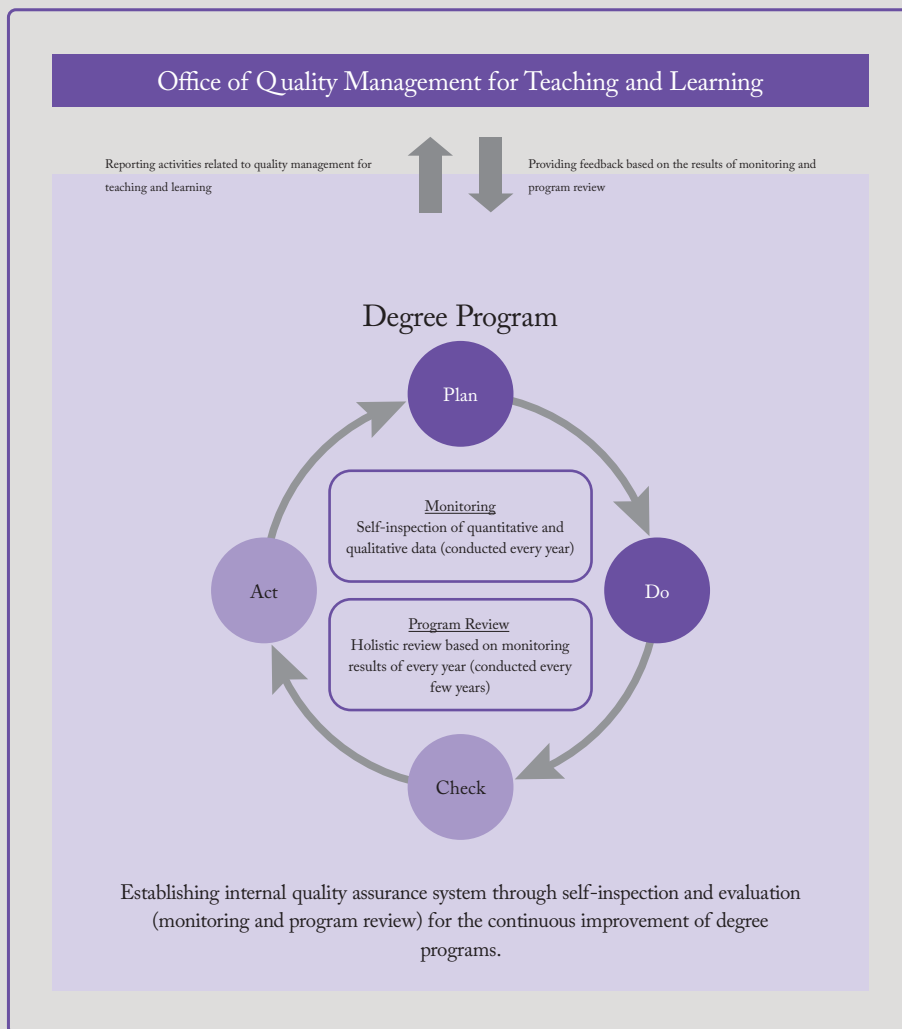 Office of Quality Management for Teaching and Learning
Reporting activities related to quality management for
teaching and learning
Providing feedback based on the results of monitoring and
program review
Degree Program
Plan
Monitoring
Self-inspection of quantitative and
qualitative data (conducted every year)
Act
Do
Program Review
Holistic review based on monitoring
results of every year (conducted every
few years)
Check
Establishing internal quality assurance system through self-inspection and evaluation
(monitoring and program review) for the continuous improvement of degree
programs.